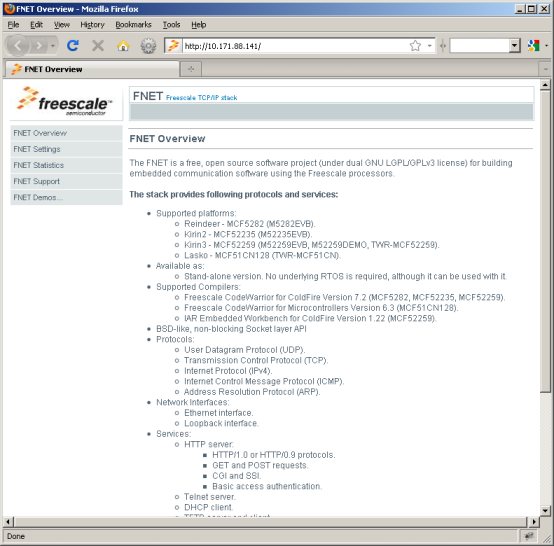 FNET Overview - Mozilla Firefox
File Edit View History Bookmarks Tools Help
http://10.171.88.141/
FNET Overview
freescale™
semiconductor
FNET Freescale TCP/IP stack
FNET Overview
FNET Settings
FNET Statistics
FNET Support
FNET Demos...
FNET Overview
The FNET is a free, open source software project (under dual GNU LGPL/GPLv3 license) for building
embedded communication software using the Freescale processors.
The stack provides following protocols and services:
Supported platforms:
Reindeer - MCF5282 (M5282EVB).
Kirin2 - MCF52235 (M52235EVB).
Kirin3 - MCF52259 (M52259EVB, M52259DEMO, TWR-MCF52259).
Lasko - MCF51CN128 (TWR-MCF51CN).
Available as:
Stand-alone version. No underlying RTOS is required, although it can be used with it.
Supported Compilers:
Freescale CodeWarrior for ColdFire Version 7.2 (MCF5282, MCF52235, MCF52259).
Freescale CodeWarrior for Microcontrollers Version 6.3 (MCF51CN128).
IAR Embedded Workbench for ColdFire Version 1.22 (MCF52259).
BSD-like, non-blocking Socket layer API
Protocols:
User Datagram Protocol (UDP).
Transmission Control Protocol (TCP).
Internet Protocol (IPv4).
Internet Control Message Protocol (ICMP).
Address Resolution Protocol (ARP).
Network Interfaces:
Ethernet interface.
Loopback interface.
Services:
HTTP server:
HTTP/1.0 or HTTP/0.9 protocols.
GET and POST requests.
CGI and SSI.
Basic access authentication.
Telnet server.
DHCP client.
TFTP server and client.
Done